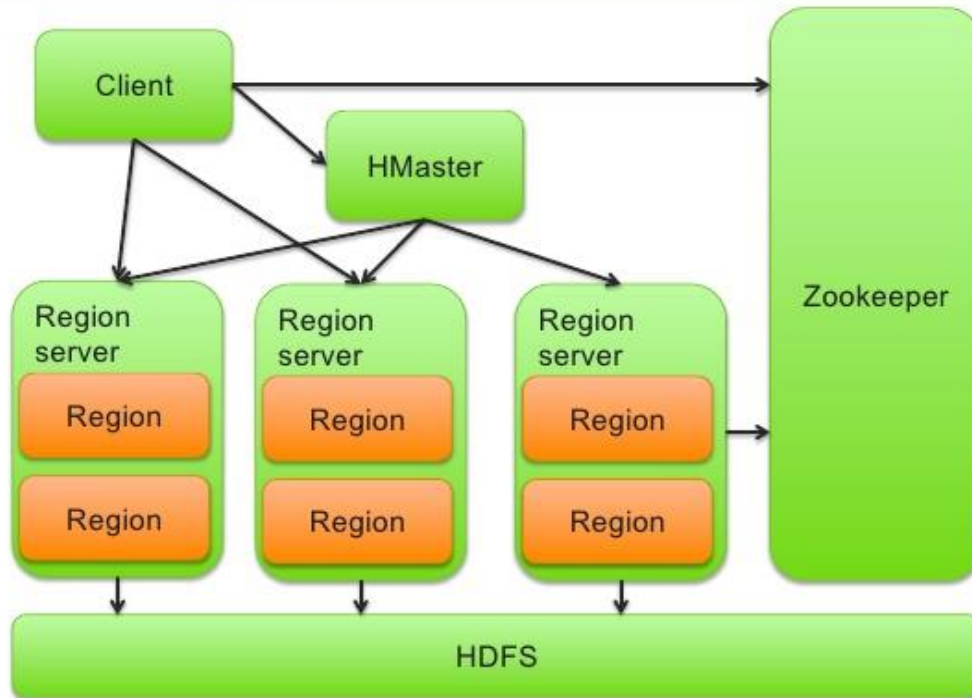 Client
HMaster
Zookeeper
Region
server
Region
Region
Region
server
Region
Region
Region
server
Region
Region
HDFS